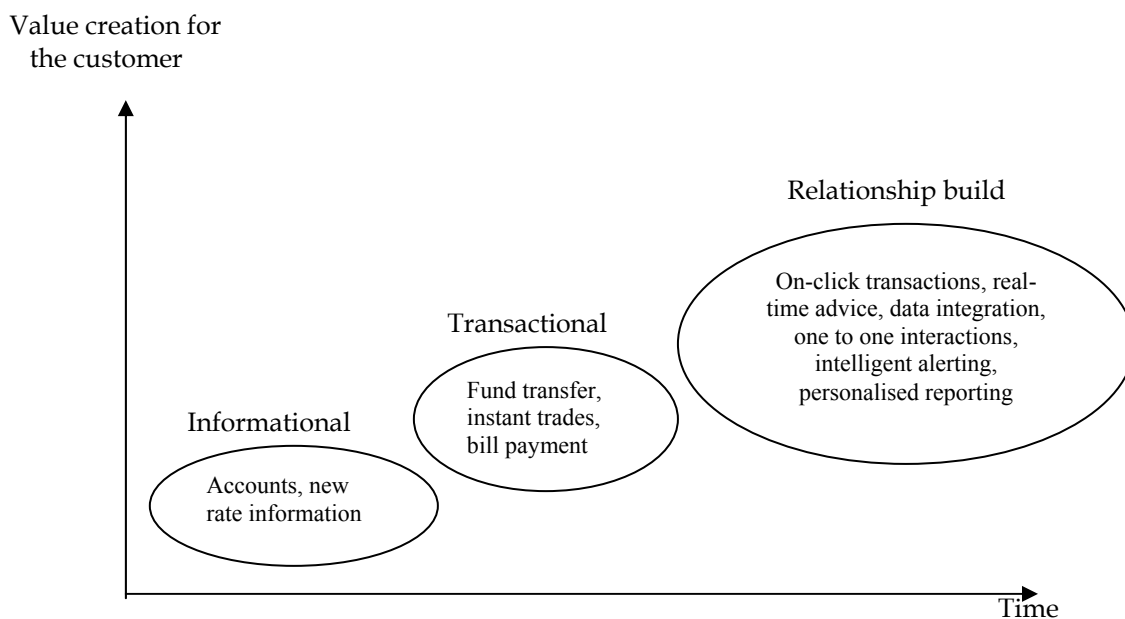 Value creation for
the customer
Relationship build
On-click transactions, real-
time advice, data integration,
one to one interactions,
intelligent alerting,
personalised reporting
Transactional
Fund transfer,
instant trades,
bill payment
Informational
Accounts, new
rate information
Time